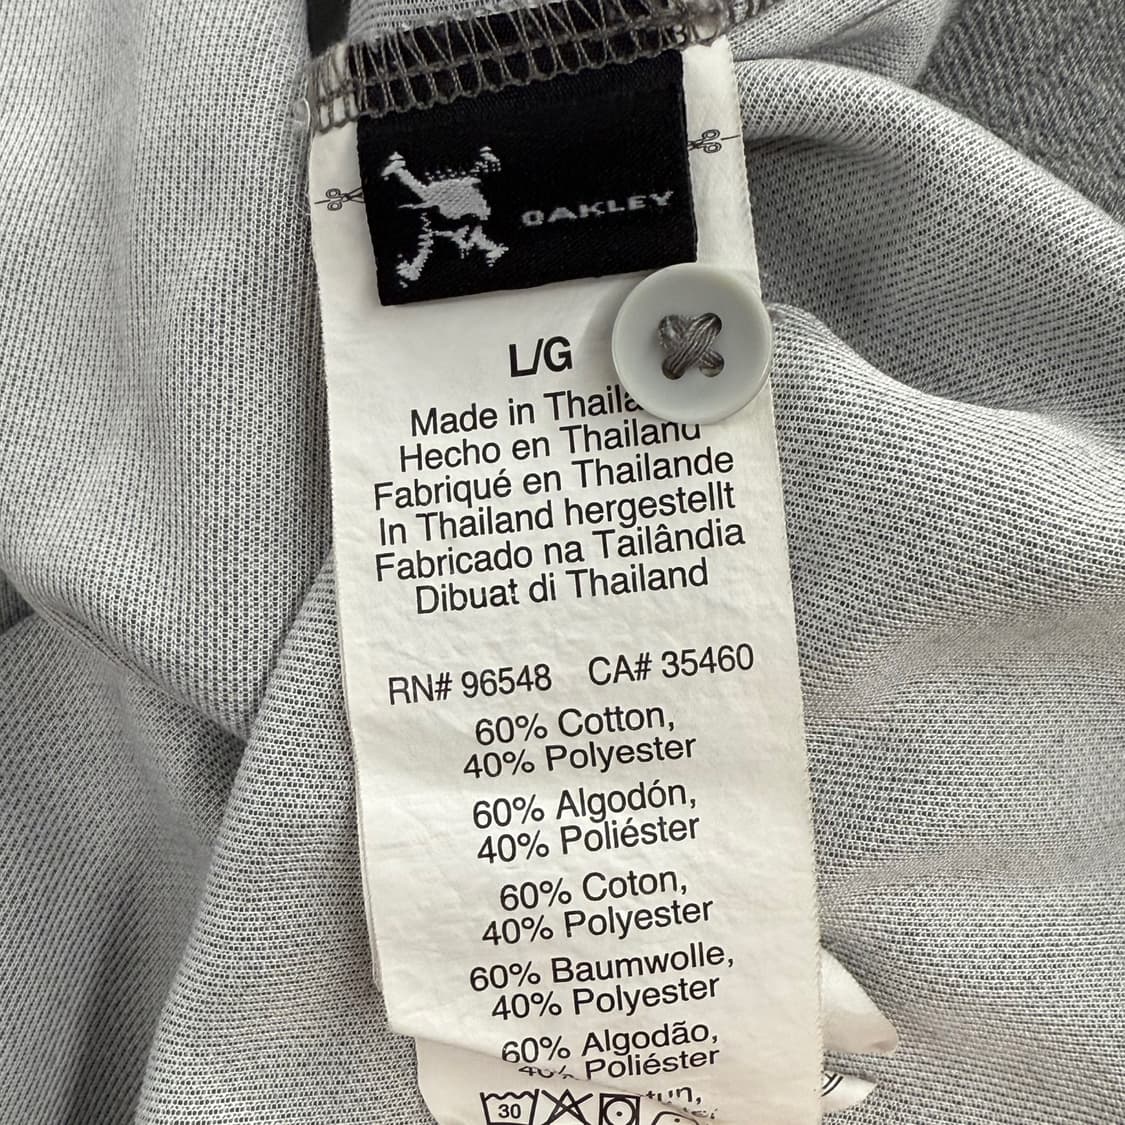 OAKLEY
L/G
Made in
Hecho en Thailand
Fabriqué en Thaïlande
In Thailand hergestellt
Fabricado na Tailândia
Dibuat di Thailand
RN# 96548 CA# 35460
60% Cotton,
40% Polyester
60% Algodón,
40% Poliéster
60% Coton,
40% Polyester
60% Baumwolle,
40% Polyester
60% Algodão,
40% Poliéster
30